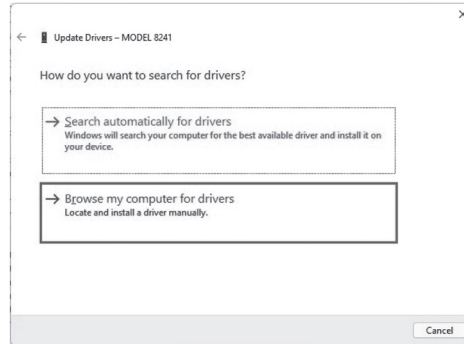 Update Drivers – MODEL 8241
How do you want to search for drivers?
Search automatically for drivers
Windows will search your computer for the best available driver and install it on
your device.
Browse my computer for drivers
Locate and install a driver manually.
Cancel